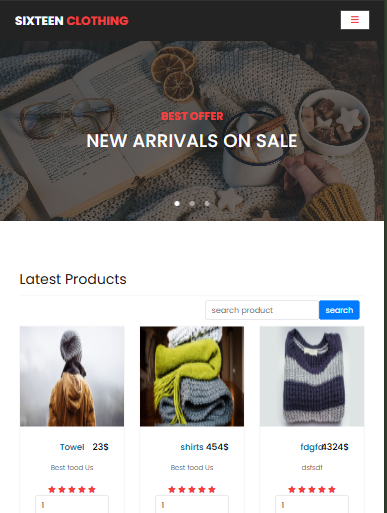 SIXTEEN CLOTHING
BEST OFFER
NEW ARRIVALS ON SALE
Latest Products
search product search
Towel 23$
Best food Us
1
shirts 454$
Best food Us
1
fdgfd4324$
dsfsdf
1